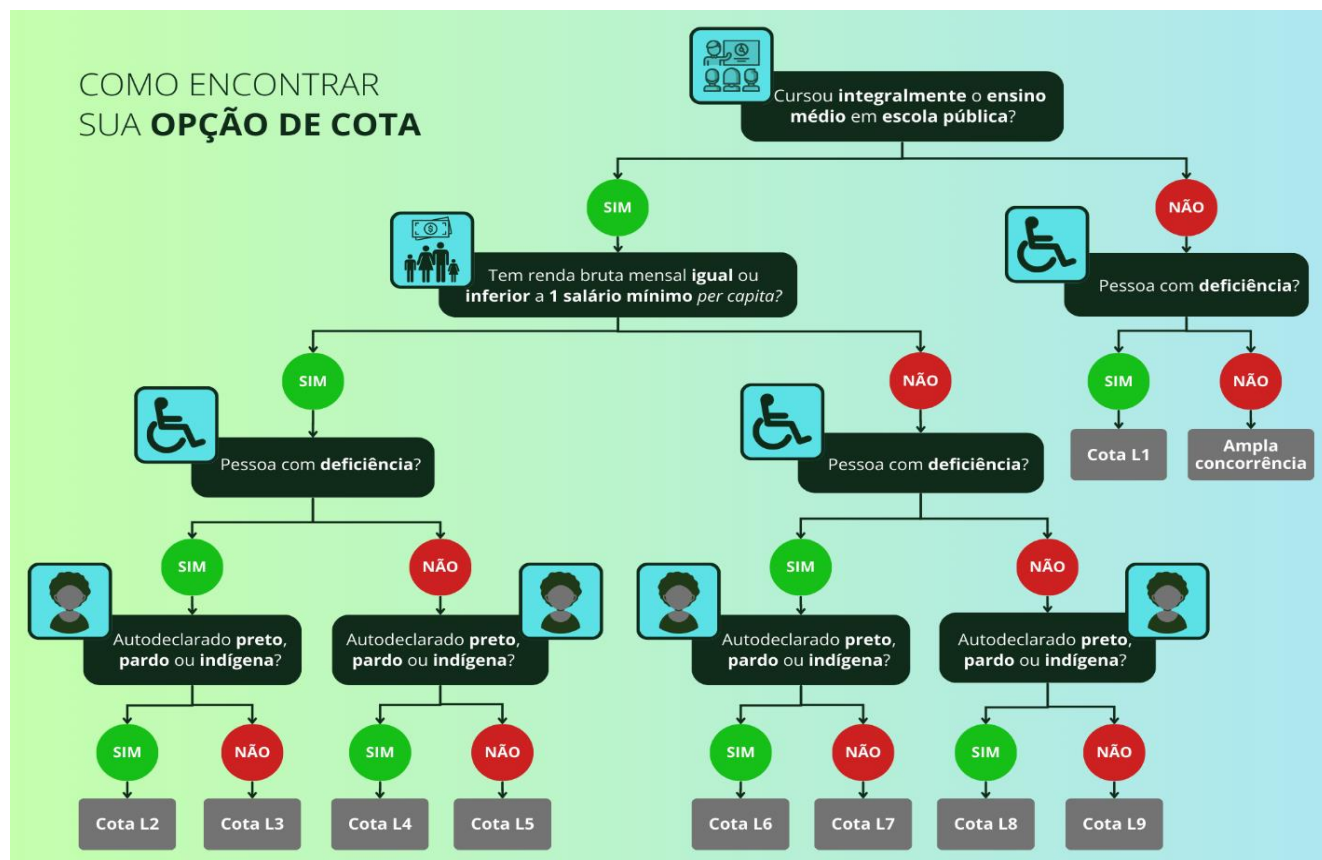 COMO ENCONTRAR
SUA OPÇÃO DE COTA
Cursou integralmente o ensino
médio em escola pública?
SIM
NÃO
Tem renda bruta mensal igual ou
inferior a 1 salário mínimo per capita?
Pessoa com deficiência?
SIM
NÃO
SIM
NÃO
Cota L1
Ampla
concorrência
Pessoa com deficiência?
Pessoa com deficiência?
SIM
NÃO
SIM
NÃO
Autodeclarado preto,
pardo ou indígena?
Autodeclarado preto,
pardo ou indígena?
Autodeclarado preto,
pardo ou indígena?
Autodeclarado preto,
pardo ou indígena?
SIM
NÃO
SIM
NÃO
SIM
NÃO
SIM
NÃO
Cota L2
Cota L3
Cota L4
Cota L5
Cota L6
Cota L7
Cota L8
Cota L9